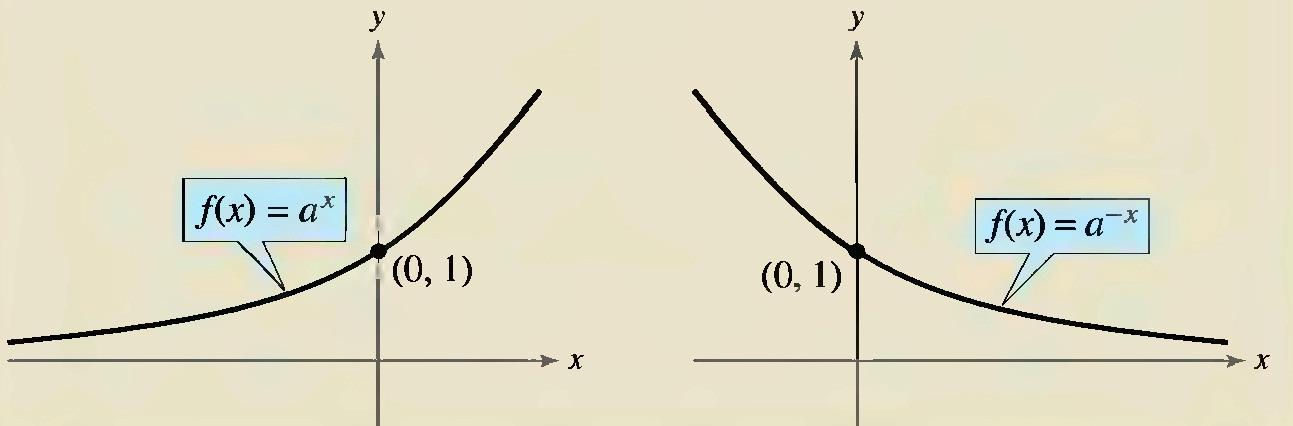 y
f(x) = a^x
(0, 1)
x
y
f(x) = a^{-x}
(0, 1)
x